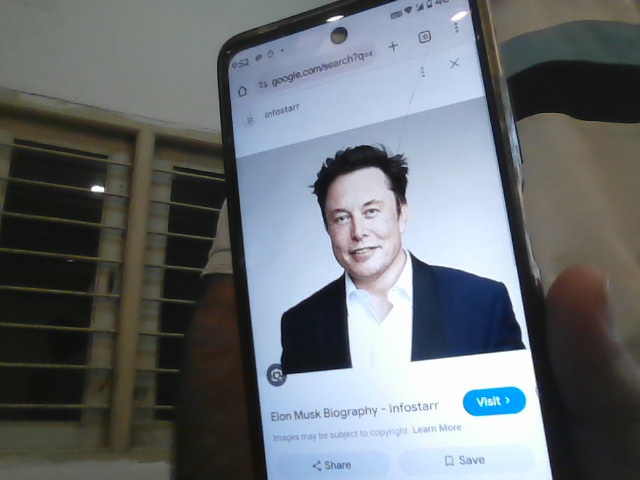 9:52
google.com/search?q=
Infostarr
Elon Musk Biography - Infostarr
Visit
Images may be subject to copyright. Learn More
Share
Save